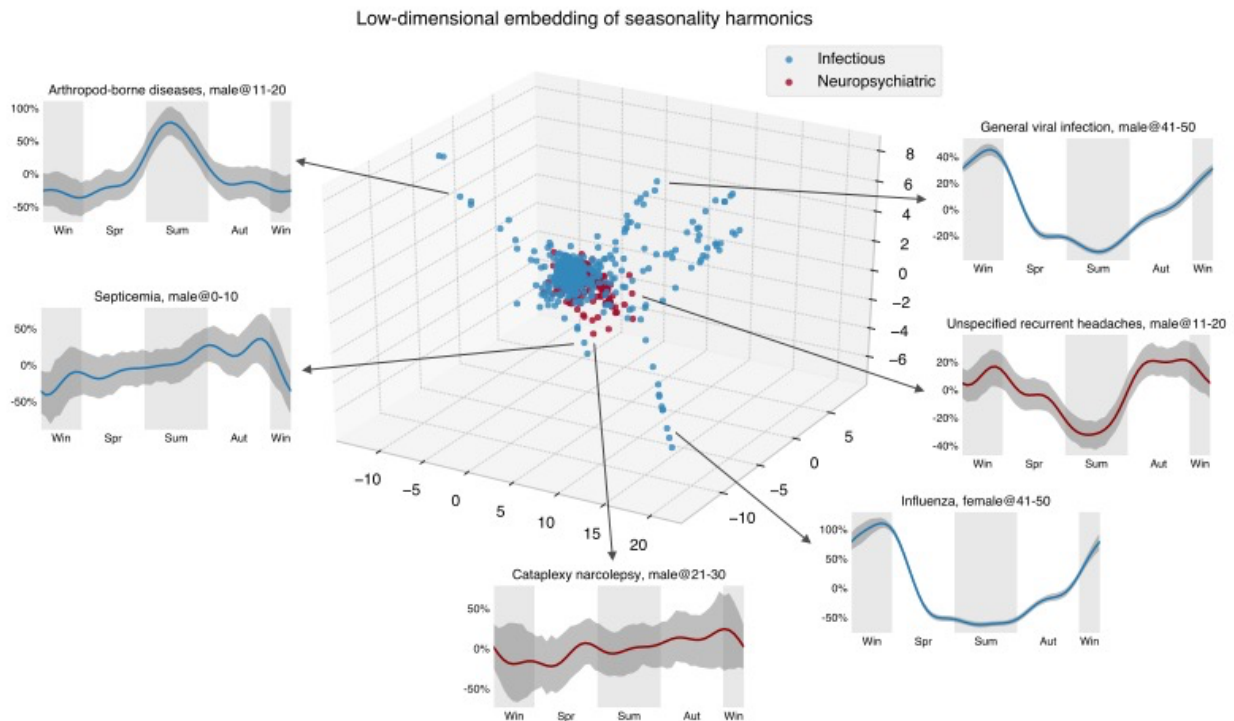 Low-dimensional embedding of seasonality harmonics
Infectious
Neuropsychiatric
Arthropod-borne diseases, male@11-20
100%
50%
0%
-50%
Win Spr Sum Aut Win
Septicemia, male@0-10
50%
0%
-50%
Win Spr Sum Aut Win
8
6
4
2
0
−2
−4
−6
5
0
−5
−10
−10
−5
0
5
10
15
20
General viral infection, male@41-50
40%
20%
0%
-20%
Win Spr Sum Aut Win
Unspecified recurrent headaches, male@11-20
20%
0%
-20%
-40%
Win Spr Sum Aut Win
Influenza, female@41-50
100%
50%
0%
-50%
Win Spr Sum Aut Win
Cataplexy narcolepsy, male@21-30
50%
0%
-50%
Win Spr Sum Aut Win